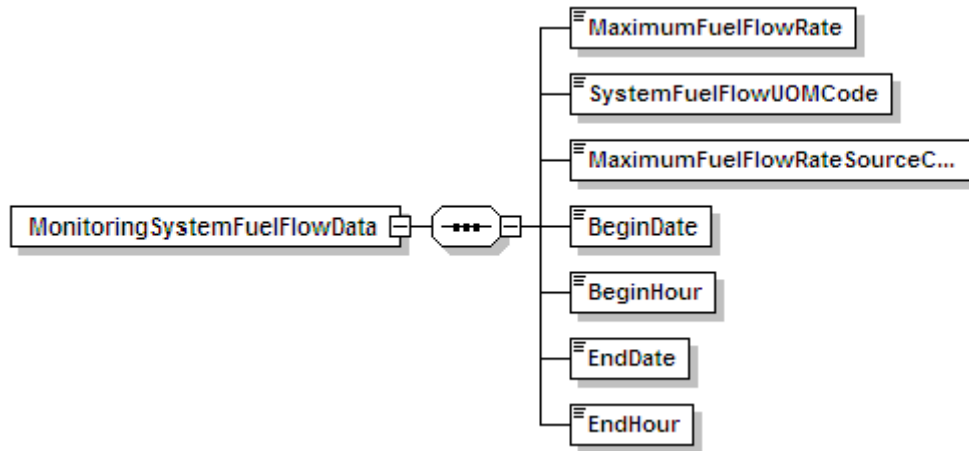 MaximumFuelFlowRate
SystemFuelFlowUOMCode
MaximumFuelFlowRateSourceC...
MonitoringSystemFuelFlowData
BeginDate
BeginHour
EndDate
EndHour